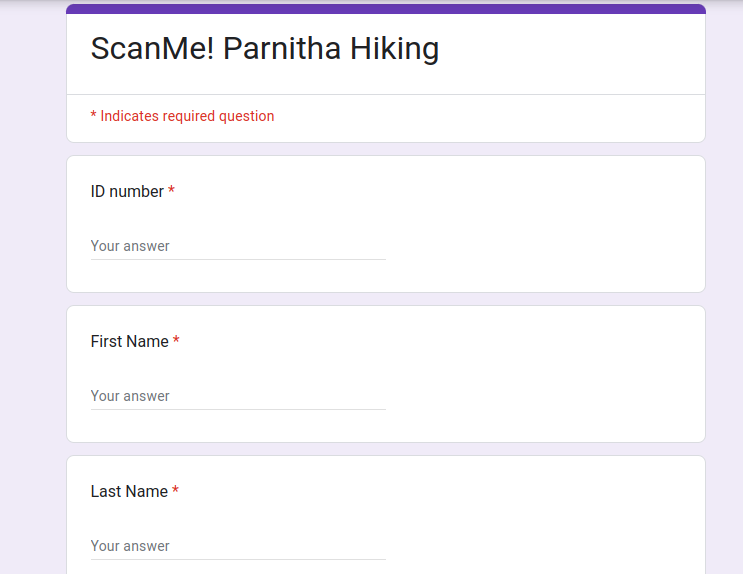 ScanMe! Parnitha Hiking
* Indicates required question
ID number *
Your answer
First Name *
Your answer
Last Name *
Your answer